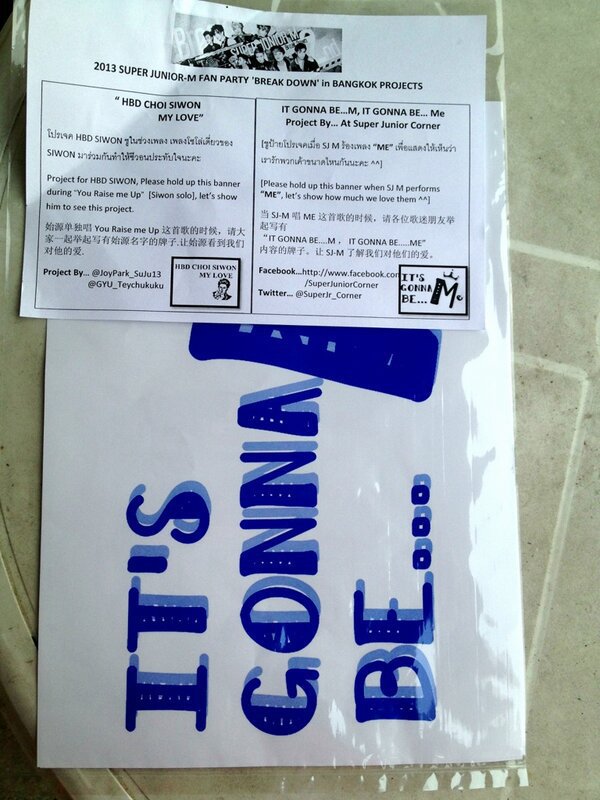 SUPER JUNIOR-M
2013 SUPER JUNIOR-M FAN PARTY 'BREAK DOWN' in BANGKOK PROJECTS
“ HBD CHOI SIWON
MY LOVE”
โปรเจค HBD SIWON ชูในช่วงเพลง เพลงโซโล่เดี่ยวของ
SIWON มาร่วมกันทำให้ซีวอนประทับใจนะคะ
Project for HBD SIWON, Please hold up this banner
during “You Raise me Up” [Siwon solo], let’s show
him to see this project.
始源单独唱 You Raise me Up 这首歌的时候，请大
家一起举起写有始源名字的牌子.让始源看到我们
对他的爱.
Project By... @JoyPark_SuJu13
@GYU_Teychukuku
HBD CHOI SIWON
MY LOVE
IT GONNA BE...M, IT GONNA BE... Me
Project By... At Super Junior Corner
[ชูป้ายโปรเจคเมื่อ SJ M ร้องเพลง “ME” เพื่อแสดงให้เห็นว่า
เรารักพวกเค้าขนาดไหนกันนะคะ ^^]
[Please hold up this banner when SJ M performs
“ME”, let’s show how much we love them ^^]
当 SJ-M 唱 ME 这首歌的时候，请各位歌迷朋友举
起写有
“IT GONNA BE....M ， IT GONNA BE.....ME”
内容的牌子。让 SJ-M 了解我们对他们的爱。
Facebook...http://www.facebook.com
/SuperJuniorCorner
Twitter... @SuperJr_Corner
IT'S
GONNA
BE...
Me
IT'S
GONNA
BE...